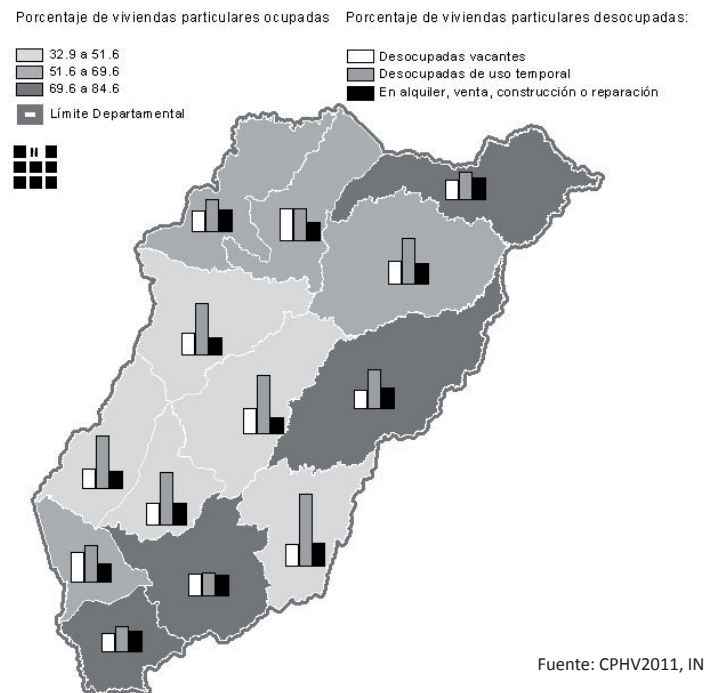 Porcentaje de viviendas particulares ocupadas
32.9 a 51.6
51.6 a 69.6
69.6 a 84.6
Límite Departamental
N
Porcentaje de viviendas particulares desocupadas:
Desocupadas vacantes
Desocupadas de uso temporal
En alquiler, venta, construcción o reparación
Fuente: CPHV2011, IN